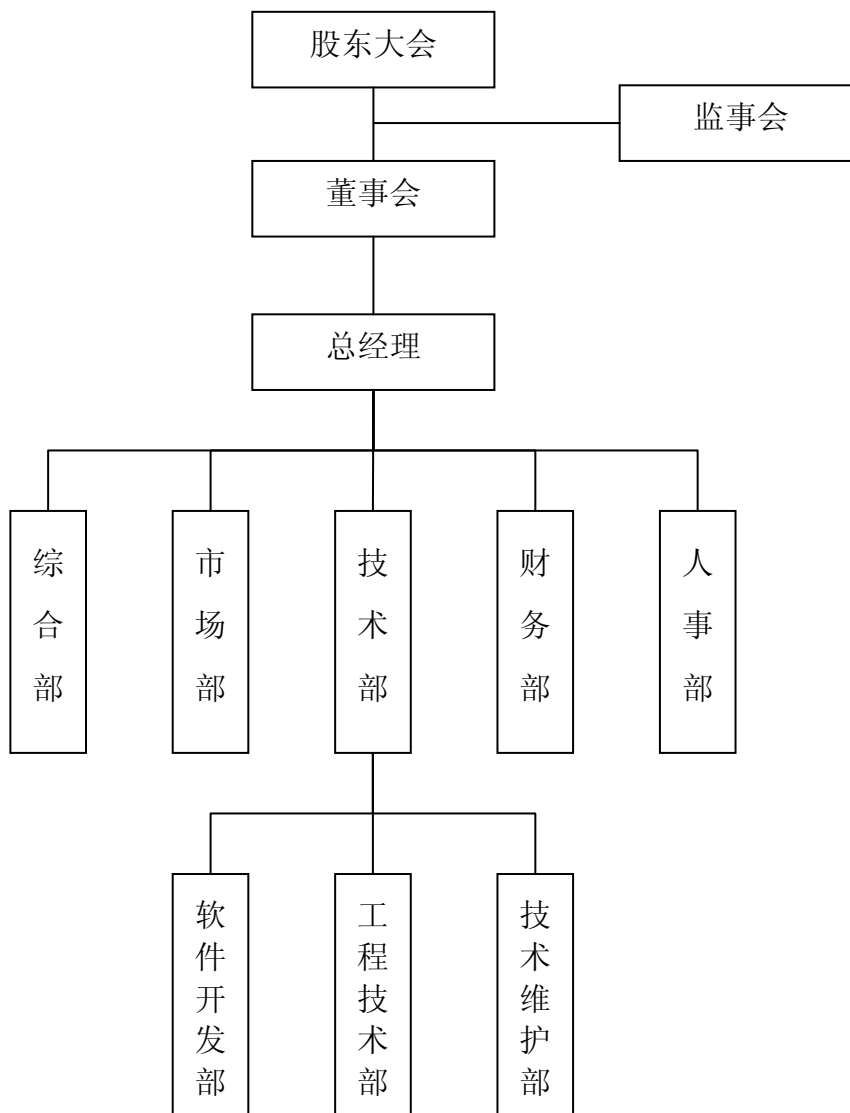 股东大会
监事会
董事会
总经理
综合部
市场部
技术部
财务部
人事部
软件开发部
工程技术部
技术维护部